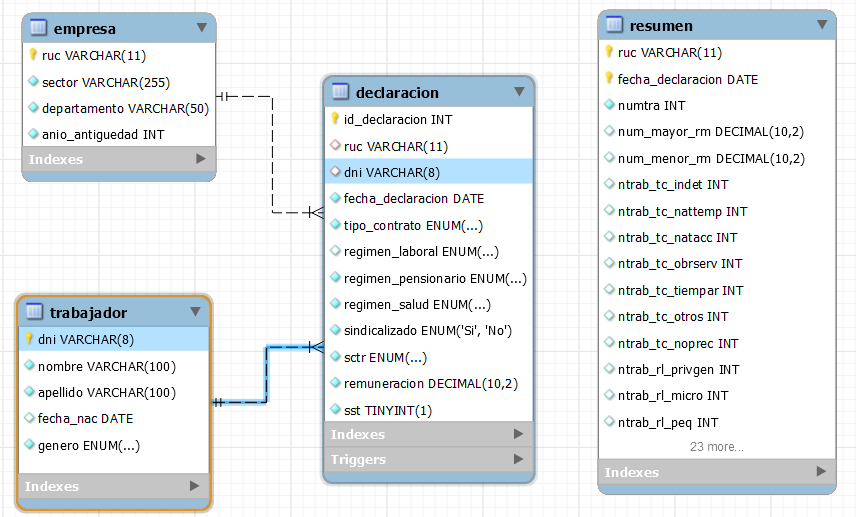 empresa
ruc VARCHAR(11)
sector VARCHAR(255)
departamento VARCHAR(50)
anio_antiguedad INT
Indexes
trabajador
dni VARCHAR(8)
nombre VARCHAR(100)
apellido VARCHAR(100)
fecha_nac DATE
genero ENUM(...)
Indexes
declaracion
id_declaracion INT
ruc VARCHAR(11)
dni VARCHAR(8)
fecha_declaracion DATE
tipo_contrato ENUM(...)
regimen_laboral ENUM(...)
regimen_pensionario ENUM(...)
regimen_salud ENUM(...)
sindicalizado ENUM('Si', 'No')
sctr ENUM(...)
remuneracion DECIMAL(10,2)
sst TINYINT(1)
Indexes
Triggers
resumen
ruc VARCHAR(11)
fecha_declaracion DATE
numtra INT
num_mayor_rm DECIMAL(10,2)
num_menor_rm DECIMAL(10,2)
ntrab_tc_indet INT
ntrab_tc_nattemp INT
ntrab_tc_natacc INT
ntrab_tc_obrserv INT
ntrab_tc_tiempar INT
ntrab_tc_otros INT
ntrab_tc_noprec INT
ntrab_rl_privgen INT
ntrab_rl_micro INT
ntrab_rl_peq INT
23 more...
Indexes